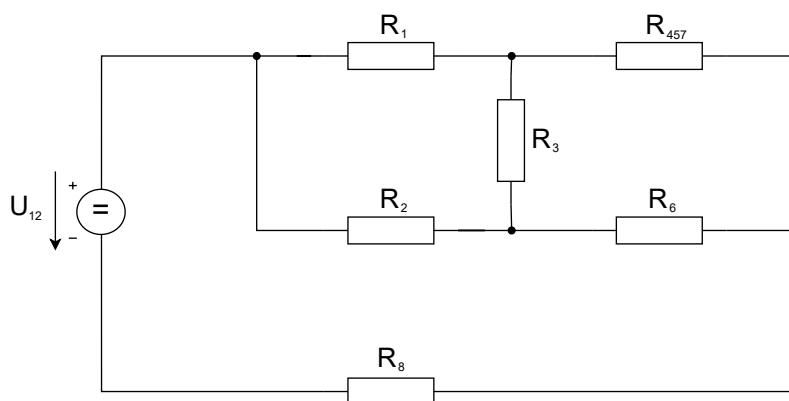 R₁
R₄₅₇
R₃
+
U₁₂
=
−
R₂
R₆
R₈